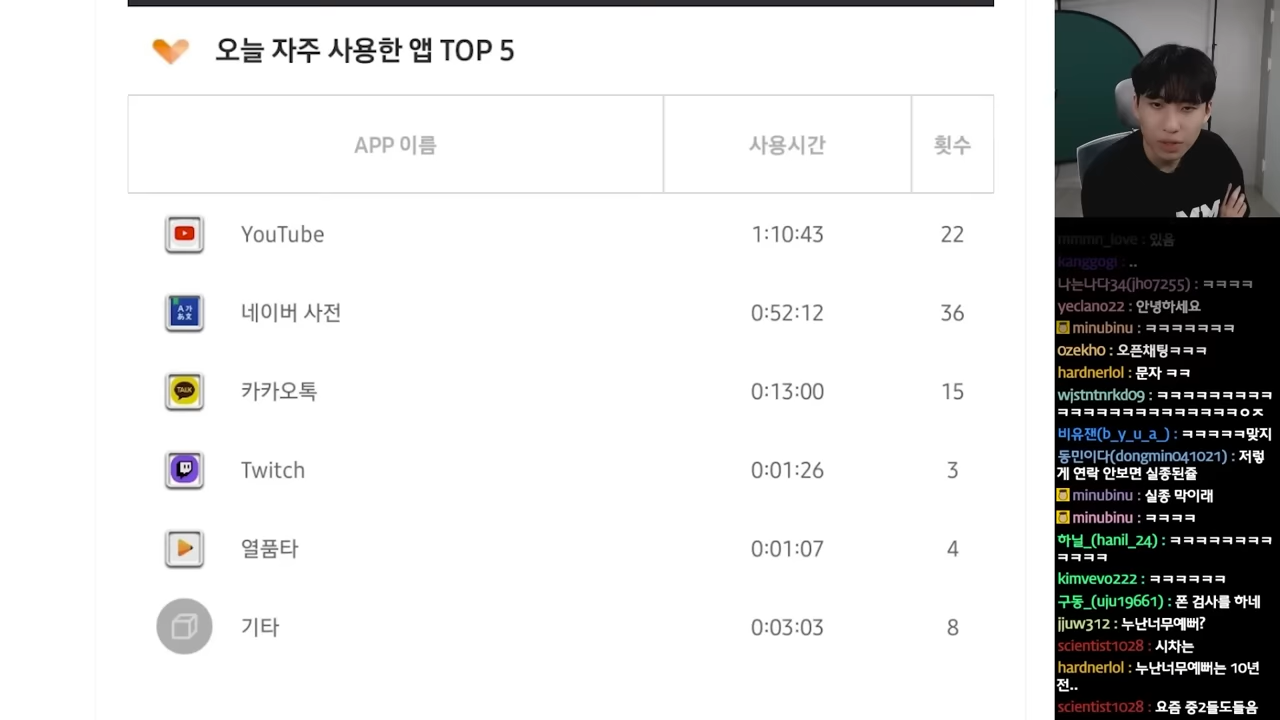 오늘 자주 사용한 앱 TOP 5
APP 이름 사용시간 횟수
YouTube 1:10:43 22
네이버 사전 0:52:12 36
카카오톡 0:13:00 15
Twitch 0:01:26 3
열품타 0:01:07 4
기타 0:03:03 8
MM
mmmn_love : 있음
kanggogi : ..
나는나다34(jh07255) : ㅋㅋㅋㅋ
yeclano22 : 안녕하세요
minubinu : ㅋㅋㅋㅋㅋㅋㅋ
ozekh0 : 오픈채팅ㅋㅋㅋ
hardnerlol : 문자 ㅋㅋ
wjstntnrkd09 : ㅋㅋㅋㅋㅋㅋㅋㅋㅋ
ㅋㅋㅋㅋㅋㅋㅋㅋㅋㅋㅋㅋㅋㅋㅇㅈ
비유잰(b_y_u_a_) : ㅋㅋㅋㅋㅋ맞지
동민이다(dongmin041021) : 저렇
게 연락 안보면 실종된줄
minubinu : 실종 막이래
minubinu : ㅋㅋㅋㅋ
하닐_(hanil_24) : ㅋㅋㅋㅋㅋㅋㅋㅋ
ㅋㅋㅋㅋ
kimvevo222 : ㅋㅋㅋㅋㅋㅋ
구동_(uju19661) : 폰 검사를 하네
jjuw312 : 누난너무예뻐?
scientist1028 : 시차는
hardnerlol : 누난너무예뻐는 10년
전..
scientist1028 : 요즘 중2들도들음